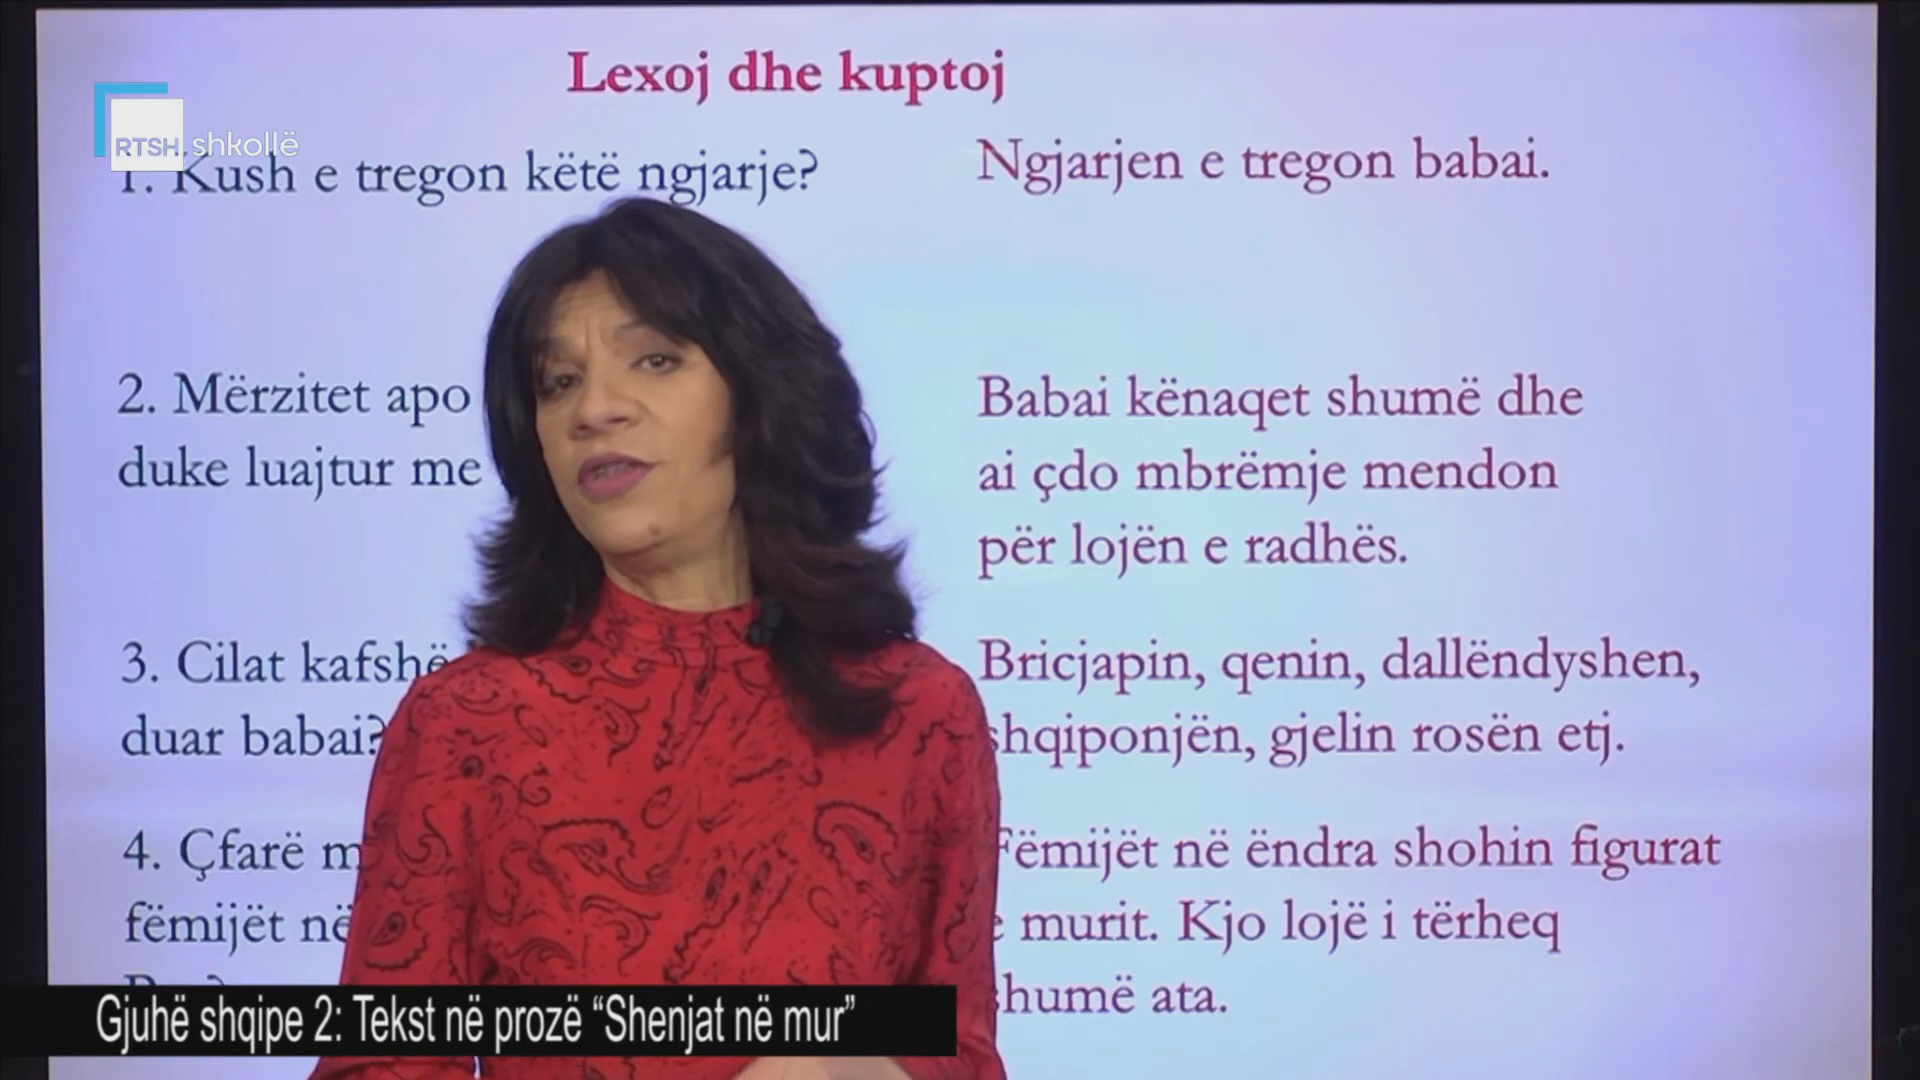 Lexoj dhe kuptoj
RTSH shkollë
1. Kush e tregon këtë ngjarje?
Ngjarjen e tregon babai.
2. Mërzitet apo
duke luajtur me
Babai kënaqet shumë dhe
ai çdo mbrëmje mendon
për lojën e radhës.
3. Cilat kafshë
duar babai?
Bricjapin, qenin, dallëndyshen,
shqiponjën, gjelin rosën etj.
4. Çfarë
fëmijët në
Fëmijët në ëndra shohin figurat
e murit. Kjo lojë i tërheq
shumë ata.
Gjuhë shqipe 2: Tekst në prozë “Shenjat në mur”